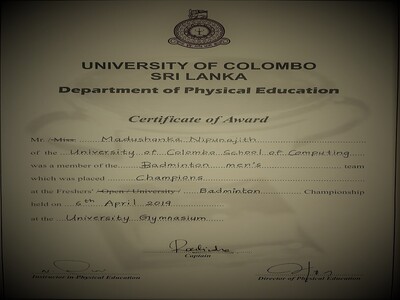 UNIVERSITY OF COLOMBO
SRI LANKA
Department of Physical Education
Certificate of Award
Mr. Miss. Madushanka Nipunajith
of the University of Colombo School of Computing
was a member of the Badminton men's team
which was placed Champions
at the Freshers' Open / University Badminton Championship
held on 6th April 2019
at the University Gymnasium
Captain
Instructor in Physical Education
Director of Physical Education